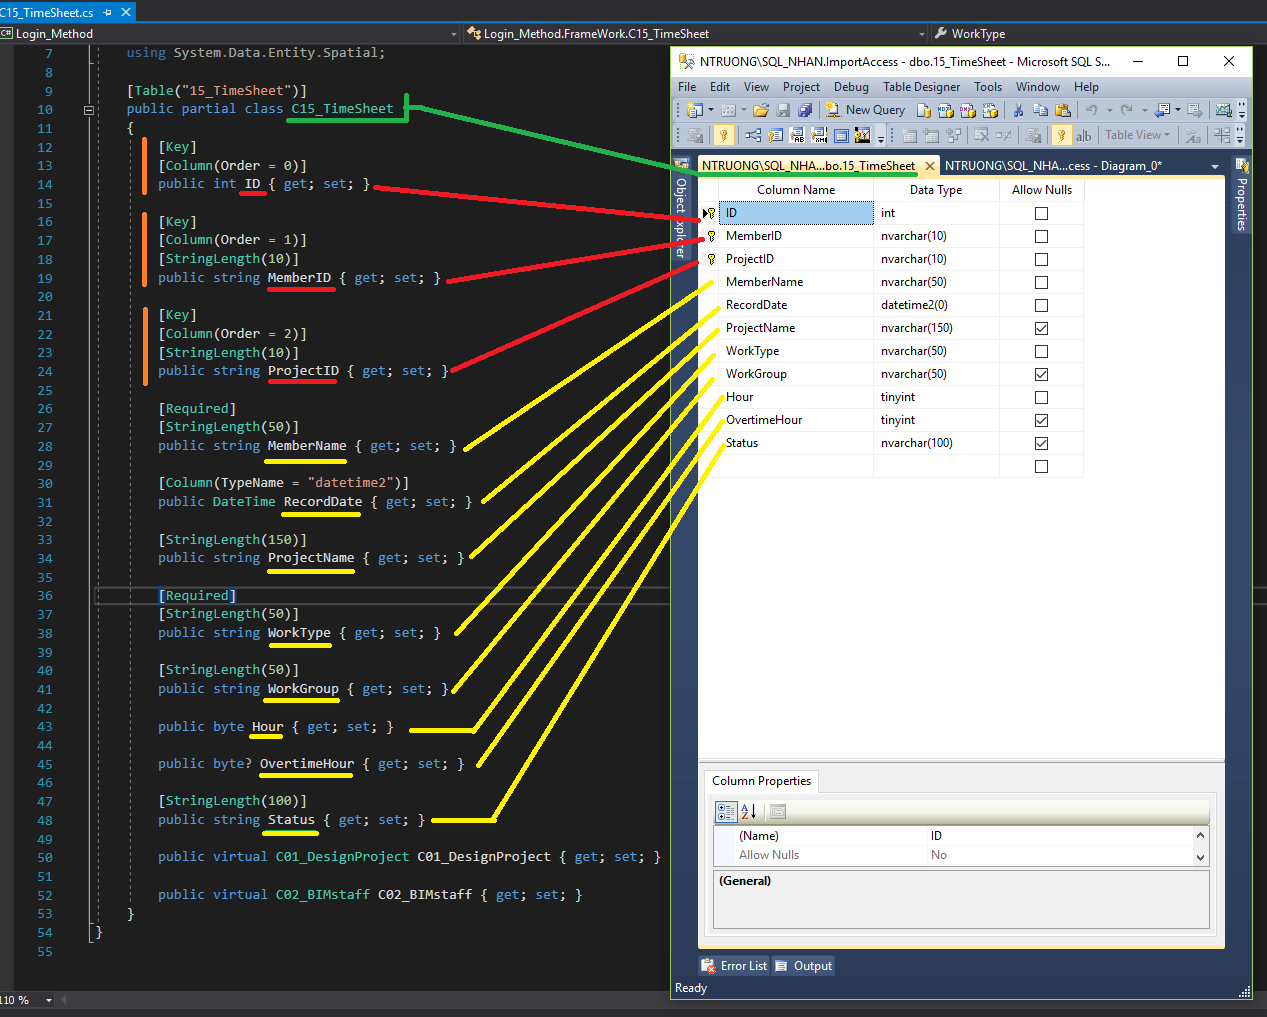 C15_TimeSheet.cs
Login_Method
Login_Method.FrameWork.C15_TimeSheet
WorkType
7 using System.Data.Entity.Spatial;
8
9 [Table("15_TimeSheet")]
10 public partial class C15_TimeSheet
11 {
12 [Key]
13 [Column(Order = 0)]
14 public int ID { get; set; }
15
16 [Key]
17 [Column(Order = 1)]
18 [StringLength(10)]
19 public string MemberID { get; set; }
20
21 [Key]
22 [Column(Order = 2)]
23 [StringLength(10)]
24 public string ProjectID { get; set; }
25
26 [Required]
27 [StringLength(50)]
28 public string MemberName { get; set; }
29
30 [Column(TypeName = "datetime2")]
31 public DateTime RecordDate { get; set; }
32
33 [StringLength(150)]
34 public string ProjectName { get; set; }
35
36 [Required]
37 [StringLength(50)]
38 public string WorkType { get; set; }
39
40 [StringLength(50)]
41 public string WorkGroup { get; set; }
42
43 public byte Hour { get; set; }
44
45 public byte? OvertimeHour { get; set; }
46
47 [StringLength(100)]
48 public string Status { get; set; }
49
50 public virtual C01_DesignProject C01_DesignProject { get; set; }
51
52 public virtual C02_BIMstaff C02_BIMstaff { get; set; }
53 }
54 }
55
110 %
NTRUONG\SQL_NHAN.ImportAccess - dbo.15_TimeSheet - Microsoft SQL S...
File Edit View Project Debug Table Designer Tools Window Help
New Query
Table View
NTRUONG\SQL_NHA...bo.15_TimeSheet
NTRUONG\SQL_NHA...cess - Diagram_0*
Object Explorer
Properties
Column Name Data Type Allow Nulls
ID int
MemberID nvarchar(10)
ProjectID nvarchar(10)
MemberName nvarchar(50)
RecordDate datetime2(0)
ProjectName nvarchar(150)
WorkType nvarchar(50)
WorkGroup nvarchar(50)
Hour tinyint
OvertimeHour tinyint
Status nvarchar(100)
Column Properties
(Name) ID
Allow Nulls No
(General)
Error List Output
Ready